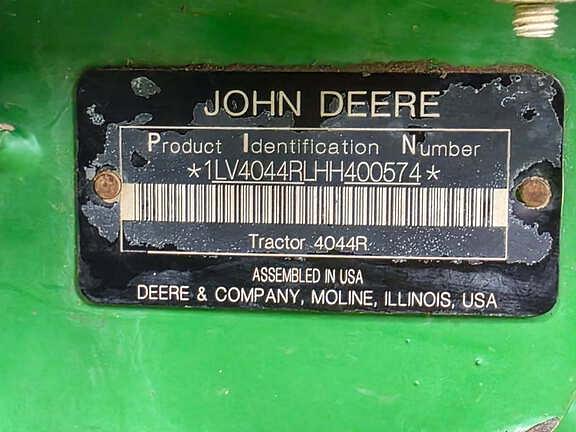 JOHN DEERE
Product Identification Number
*1LV4044RLHH400574*
Tractor 4044R
ASSEMBLED IN USA
DEERE & COMPANY, MOLINE, ILLINOIS, USA